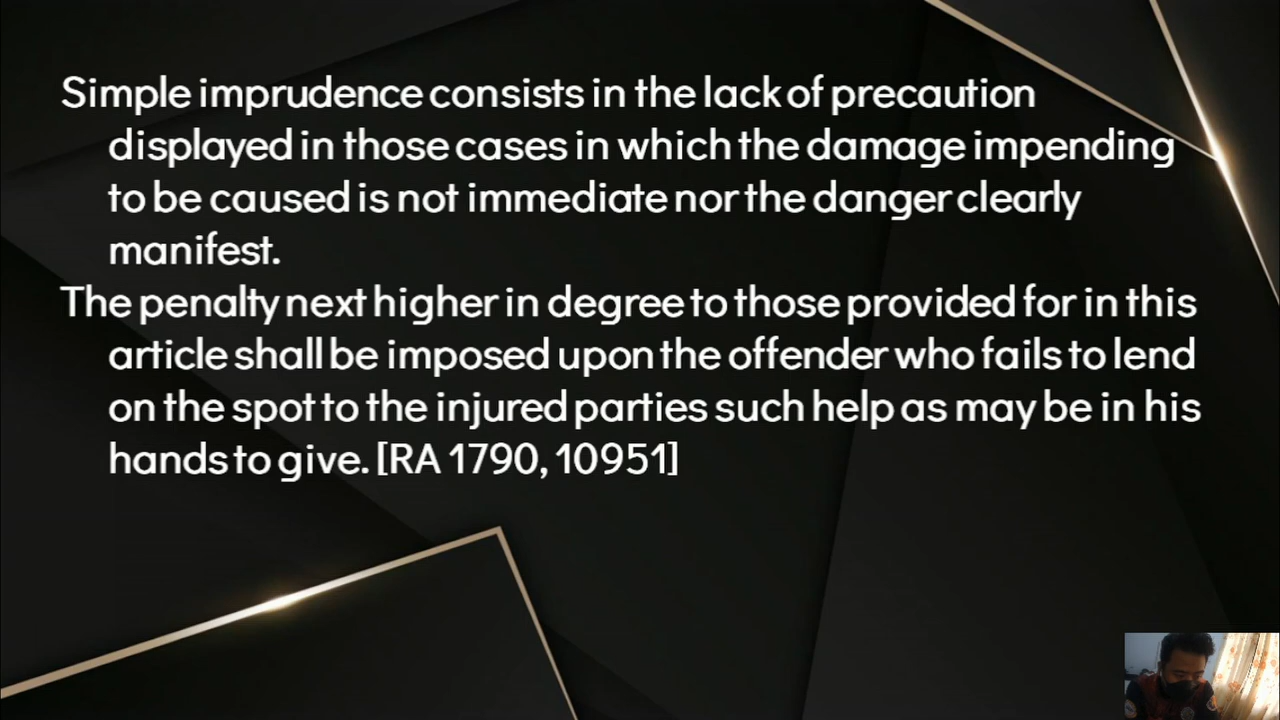 Simple imprudence consists in the lack of precaution
displayed in those cases in which the damage impending
to be caused is not immediate nor the danger clearly
manifest.
The penalty next higher in degree to those provided for in this
article shall be imposed upon the offender who fails to lend
on the spot to the injured parties such help as may be in his
hands to give. [RA 1790, 10951]